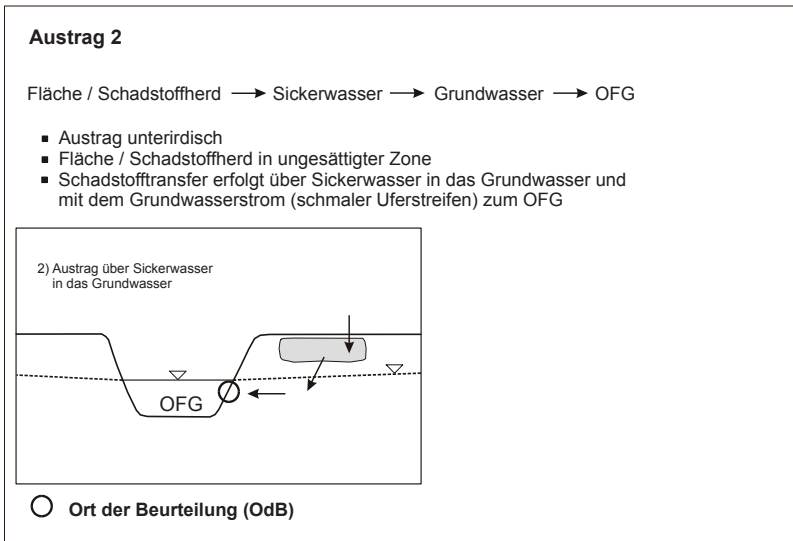 Austrag 2
Fläche / Schadstoffherd → Sickerwasser → Grundwasser → OFG
▪ Austrag unterirdisch
▪ Fläche / Schadstoffherd in ungesättigter Zone
▪ Schadstofftransfer erfolgt über Sickerwasser in das Grundwasser und
mit dem Grundwasserstrom (schmaler Uferstreifen) zum OFG
2) Austrag über Sickerwasser
in das Grundwasser
OFG
Ort der Beurteilung (OdB)